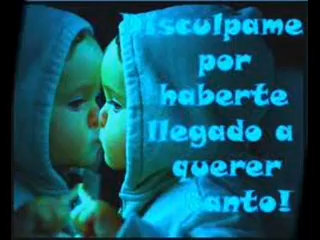 Disculpame
por
haberte
llegado a
querer
tanto!